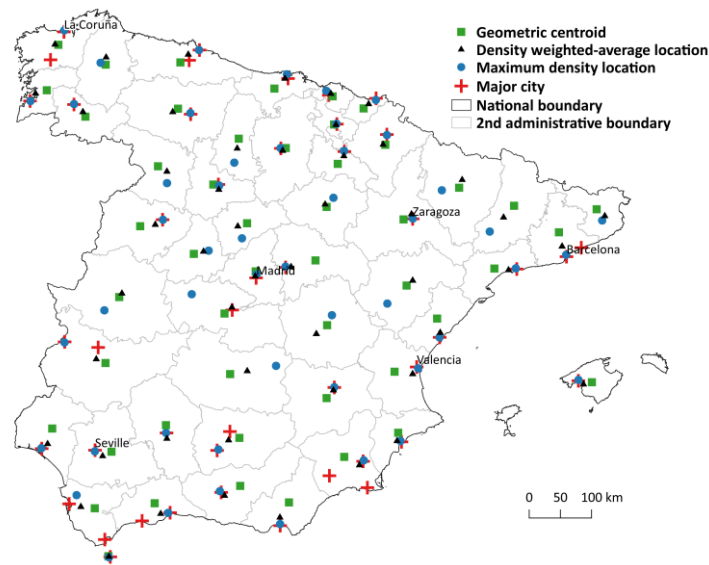 La Coruña
Geometric centroid
Density weighted-average location
Maximum density location
Major city
National boundary
2nd administrative boundary
Zaragoza
Barcelona
Madrid
Valencia
Seville
0 50 100 km